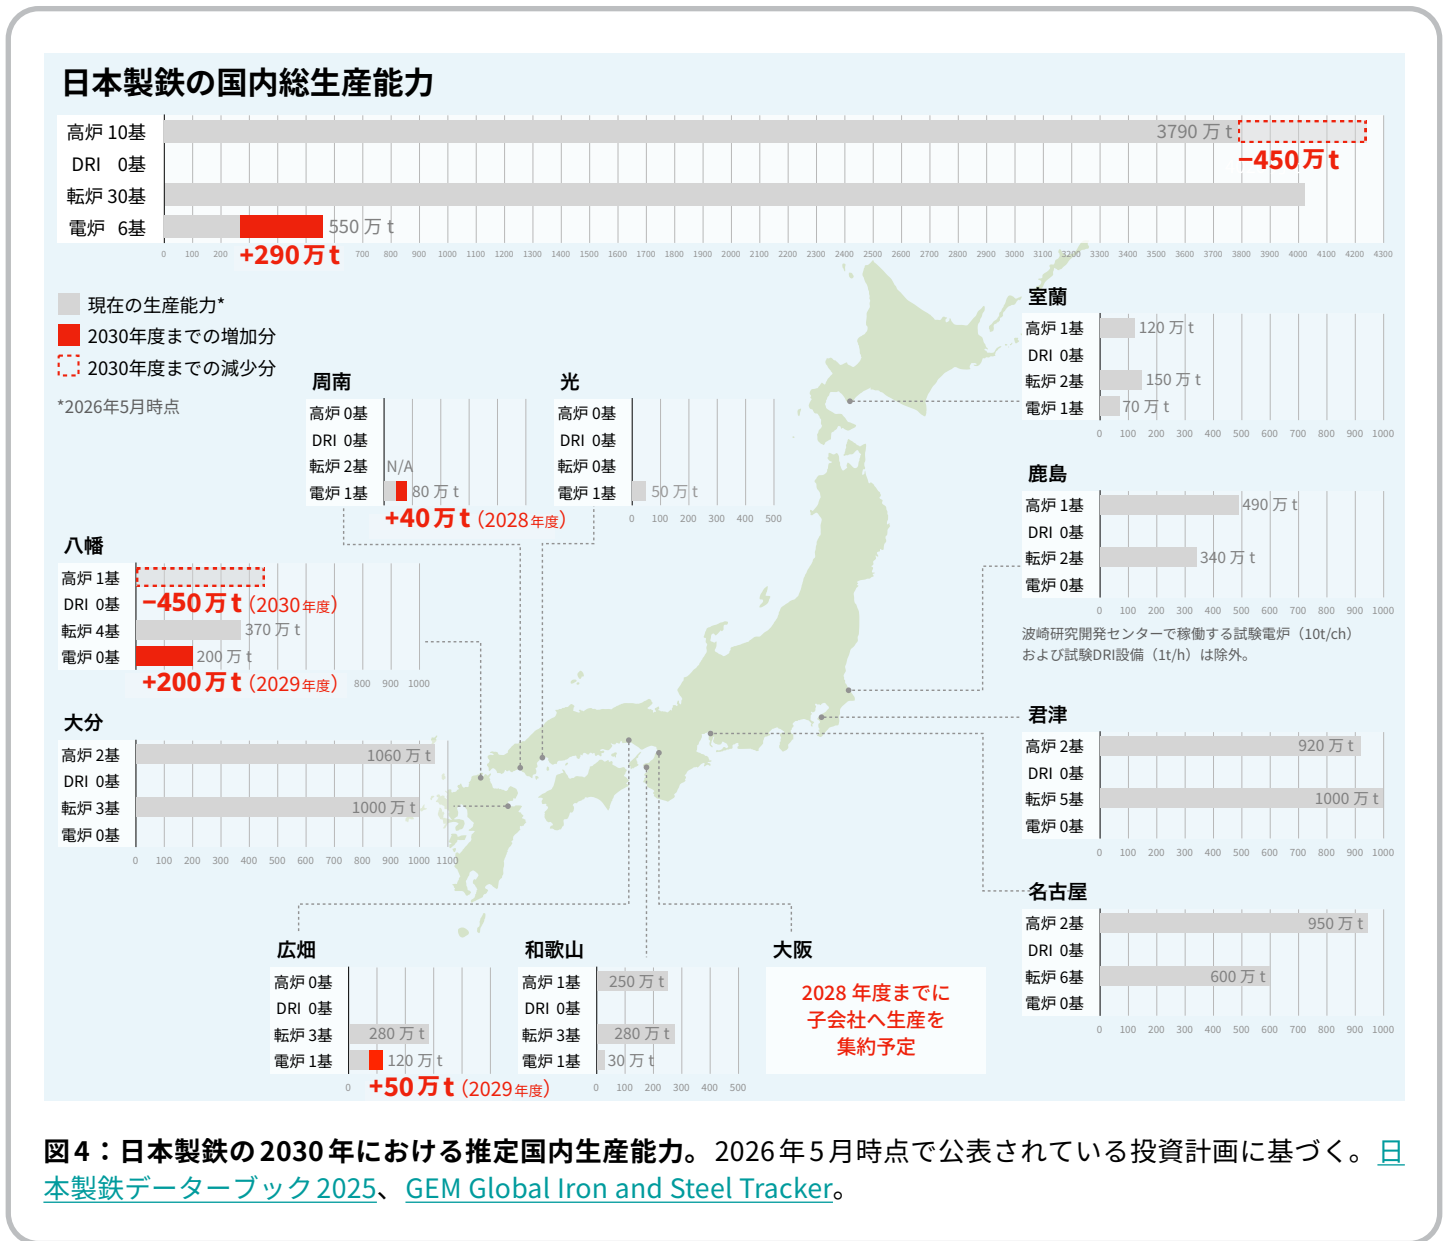 日本製鉄の国内総生産能力
高炉 10基 3790 万 t
−450万t
DRI 0基
転炉 30基
電炉 6基 550 万 t
+290万t
0 100 200 700 800 900 1000 1100 1200 1300 1400 1500 1600 1700 1800 1900 2000 2100 2200 2300 2400 2500 2600 2700 2800 2900 3000 3100 3200 3300 3400 3500 3600 3700 3800 3900 4000 4100 4200 4300
現在の生産能力*
2030年度までの増加分
2030年度までの減少分
*2026年5月時点
周南
高炉 0基
DRI 0基
転炉 2基 N/A
電炉 1基 80 万 t
+40万t（2028年度）
光
高炉 0基
DRI 0基
転炉 0基
電炉 1基 50 万 t
0 100 200 300 400 500
室蘭
高炉 1基 120 万 t
DRI 0基
転炉 2基 150 万 t
電炉 1基 70 万 t
0 100 200 300 400 500 600 700 800 900 1000
鹿島
高炉 1基 490 万 t
DRI 0基
転炉 2基 340 万 t
電炉 0基
0 100 200 300 400 500 600 700 800 900 1000
波崎研究開発センターで稼働する試験電炉（10t/ch）
および試験DRI設備（1t/h）は除外。
八幡
高炉 1基
−450万t（2030年度）
DRI 0基
転炉 4基 370 万 t
電炉 0基 200 万 t
+200万t（2029年度）
800 900 1000
大分
高炉 2基 1060 万 t
DRI 0基
転炉 3基 1000 万 t
電炉 0基
0 100 200 300 400 500 600 700 800 900 1000 1100
君津
高炉 2基 920 万 t
DRI 0基
転炉 5基 1000 万 t
電炉 0基
0 100 200 300 400 500 600 700 800 900 1000
名古屋
高炉 2基 950 万 t
DRI 0基
転炉 6基 600 万 t
電炉 0基
0 100 200 300 400 500 600 700 800 900 1000
広畑
高炉 0基
DRI 0基
転炉 3基 280 万 t
電炉 1基 120 万 t
0
+50万t（2029年度）
和歌山
高炉 1基 250 万 t
DRI 0基
転炉 3基 280 万 t
電炉 1基 30 万 t
0 100 200 300 400 500
大阪
2028 年度までに
子会社へ生産を
集約予定
図4：日本製鉄の2030年における推定国内生産能力。2026年5月時点で公表されている投資計画に基づく。日
本製鉄データーブック2025、GEM Global Iron and Steel Tracker。